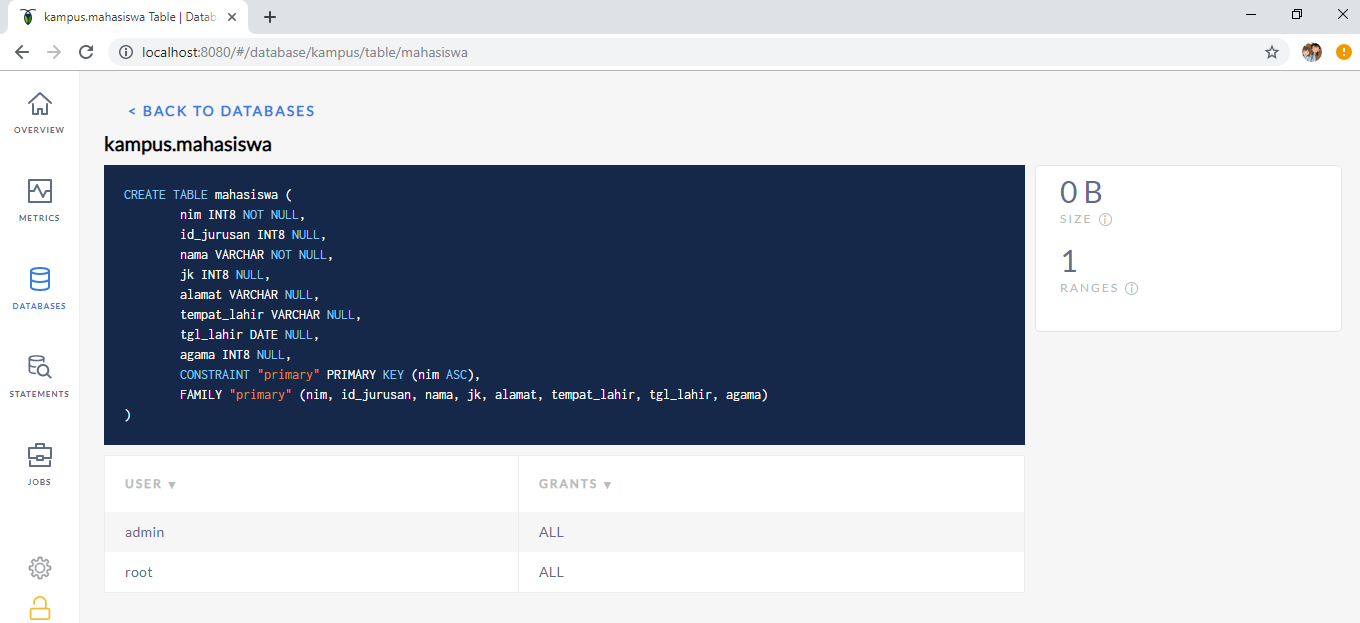 kampus.mahasiswa Table | Datab
localhost:8080/#/database/kampus/table/mahasiswa
OVERVIEW
METRICS
DATABASES
STATEMENTS
JOBS
< BACK TO DATABASES
kampus.mahasiswa
CREATE TABLE mahasiswa (
nim INT8 NOT NULL,
id_jurusan INT8 NULL,
nama VARCHAR NOT NULL,
jk INT8 NULL,
alamat VARCHAR NULL,
tempat_lahir VARCHAR NULL,
tgl_lahir DATE NULL,
agama INT8 NULL,
CONSTRAINT "primary" PRIMARY KEY (nim ASC),
FAMILY "primary" (nim, id_jurusan, nama, jk, alamat, tempat_lahir, tgl_lahir, agama)
)
0 B
SIZE
1
RANGES
USER ▼ GRANTS ▼
admin ALL
root ALL